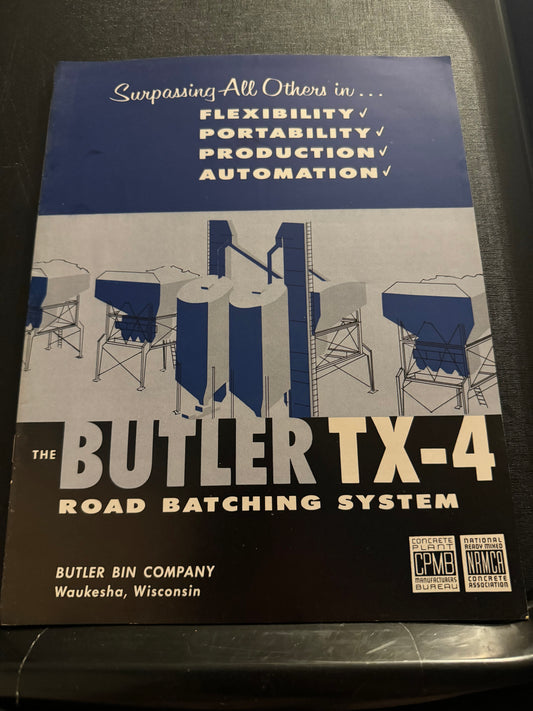 Surpassing All Others in...
FLEXIBILITY ✓
PORTABILITY ✓
PRODUCTION ✓
AUTOMATION ✓
THE BUTLER TX-4
ROAD BATCHING SYSTEM
BUTLER BIN COMPANY
Waukesha, Wisconsin
CONCRETE
PLANT
CPMB
MANUFACTURERS
BUREAU
NATIONAL
READY MIXED
NRMCA
CONCRETE
ASSOCIATION